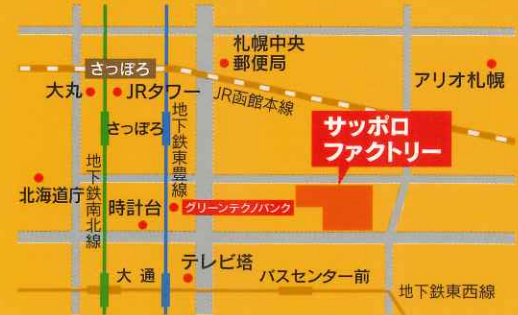 札幌中央
郵便局
さっぽろ
アリオ札幌
大丸
JRタワー
JR函館本線
サッポロ
ファクトリー
さっぽろ
地下鉄東豊線
地下鉄南北線
北海道庁
時計台
グリーンテクノバンク
テレビ塔
大通
バスセンター前
地下鉄東西線